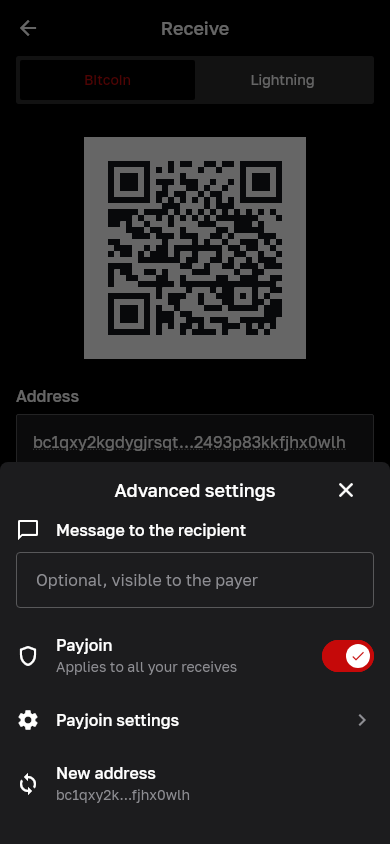 Receive
Bitcoin
Lightning
Address
bc1qxy2kgdygjrsqt...2493p83kkfjhx0wlh
Advanced settings
Message to the recipient
Optional, visible to the payer
Payjoin
Applies to all your receives
Payjoin settings
New address
bc1qxy2k...fjhx0wlh